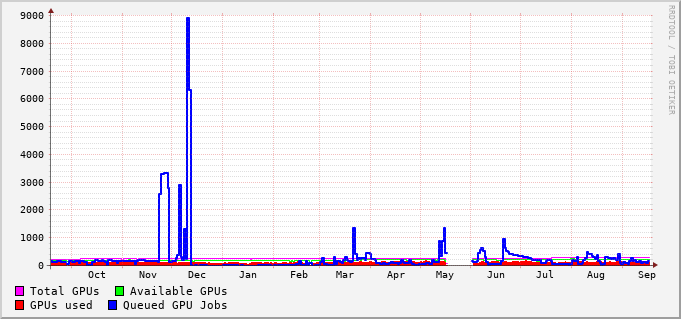 9000
8000
7000
6000
5000
4000
3000
2000
1000
0
Oct Nov Dec Jan Feb Mar Apr May Jun Jul Aug Sep
Total GPUs Available GPUs
GPUs used Queued GPU Jobs
RRDTOOL / TOBI OETIKER